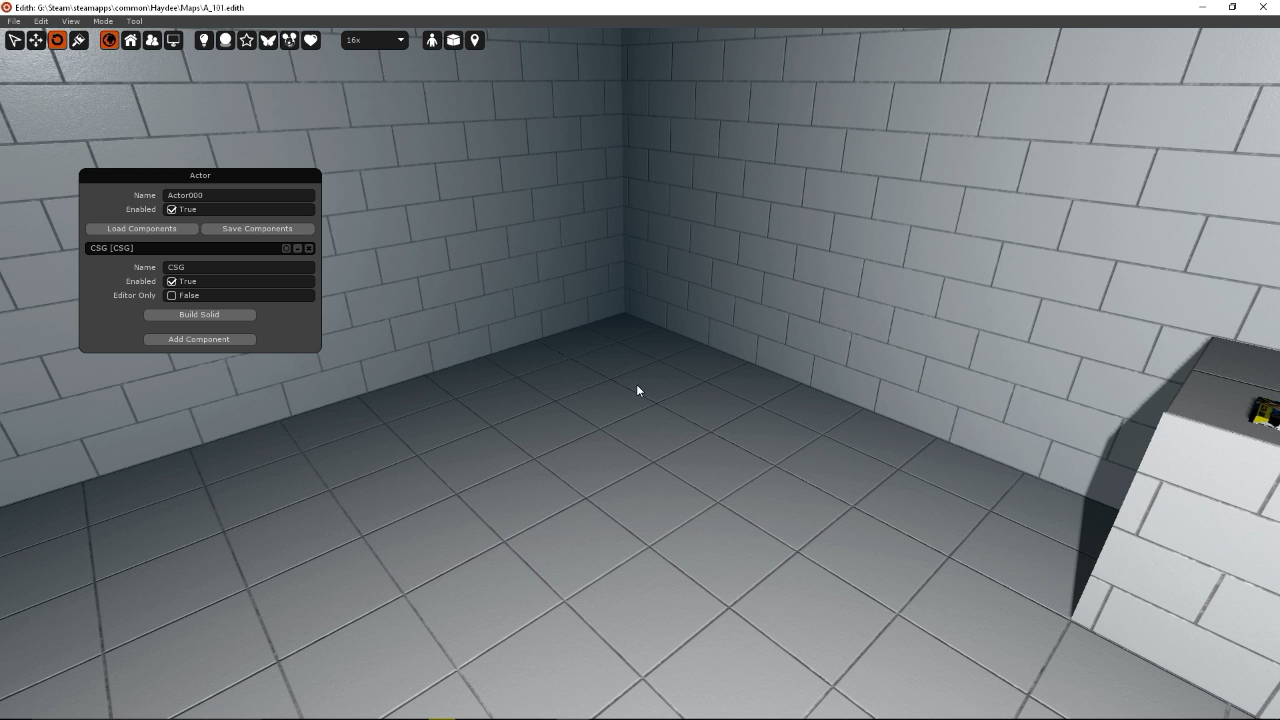 Edith: G:\Steam\steamapps\common\Haydee\Maps\A_101.edith
File Edit View Mode Tool
16x
Actor
Name Actor000
Enabled True
Load Components Save Components
CSG [CSG]
Name CSG
Enabled True
Editor Only False
Build Solid
Add Component